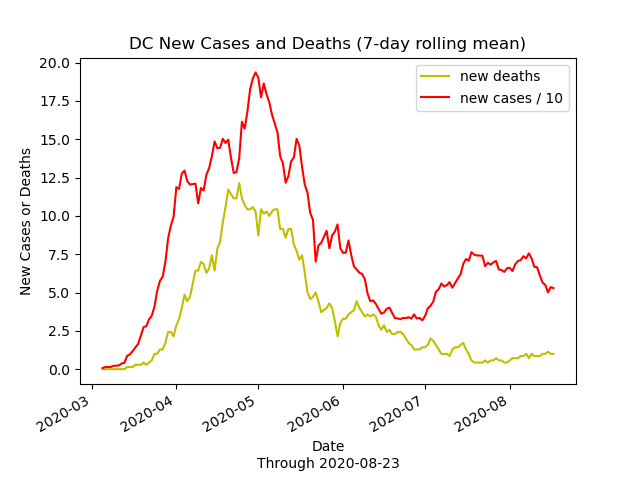 DC New Cases and Deaths (7-day rolling mean)
new deaths
new cases / 10
New Cases or Deaths
20.0
17.5
15.0
12.5
10.0
7.5
5.0
2.5
0.0
2020-03
2020-04
2020-05
2020-06
2020-07
2020-08
Date
Through 2020-08-23